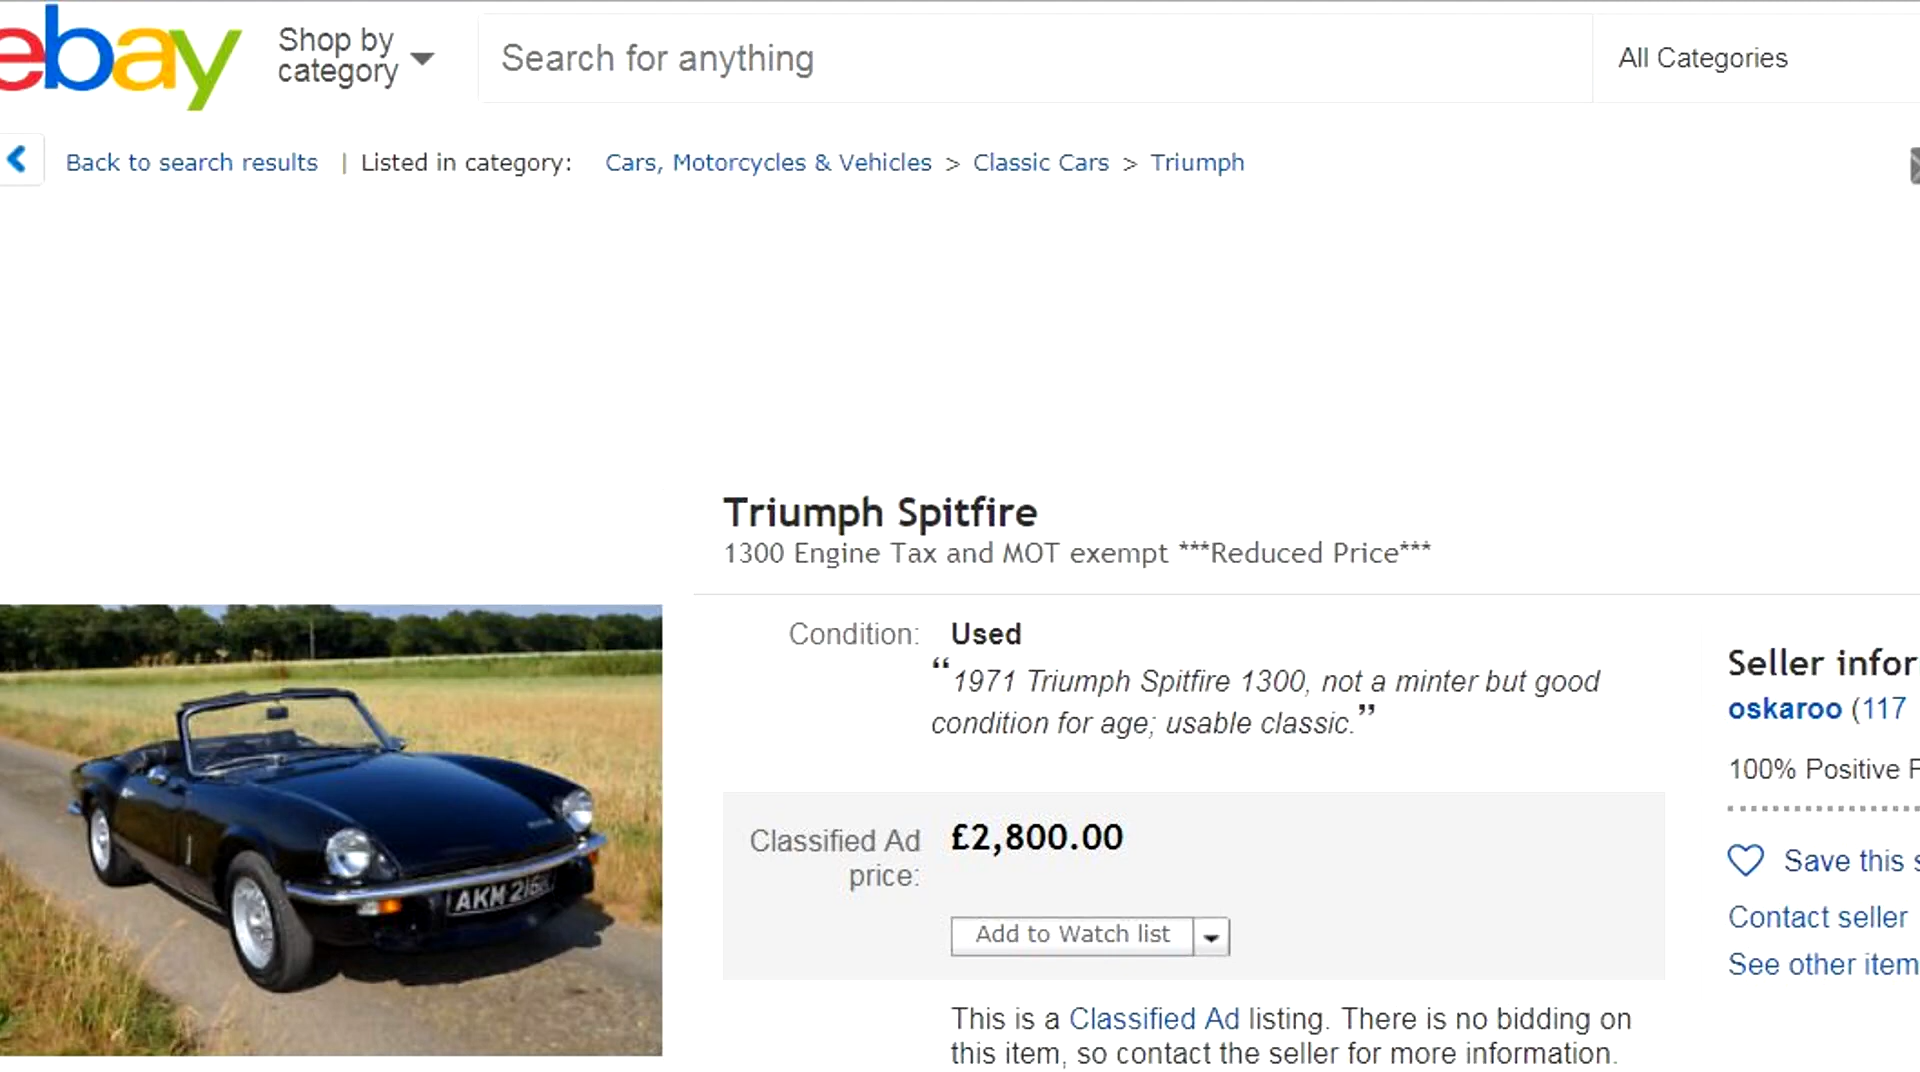 ebay
Shop by
category
Search for anything
All Categories
Back to search results | Listed in category: Cars, Motorcycles & Vehicles > Classic Cars > Triumph
Triumph Spitfire
1300 Engine Tax and MOT exempt ***Reduced Price***
Condition: Used
“1971 Triumph Spitfire 1300, not a minter but good
condition for age; usable classic.”
Classified Ad
price:
£2,800.00
Add to Watch list
This is a Classified Ad listing. There is no bidding on
this item, so contact the seller for more information.
Seller infor
oskaroo (117
100% Positive F
Save this s
Contact seller
See other item
AKM 216